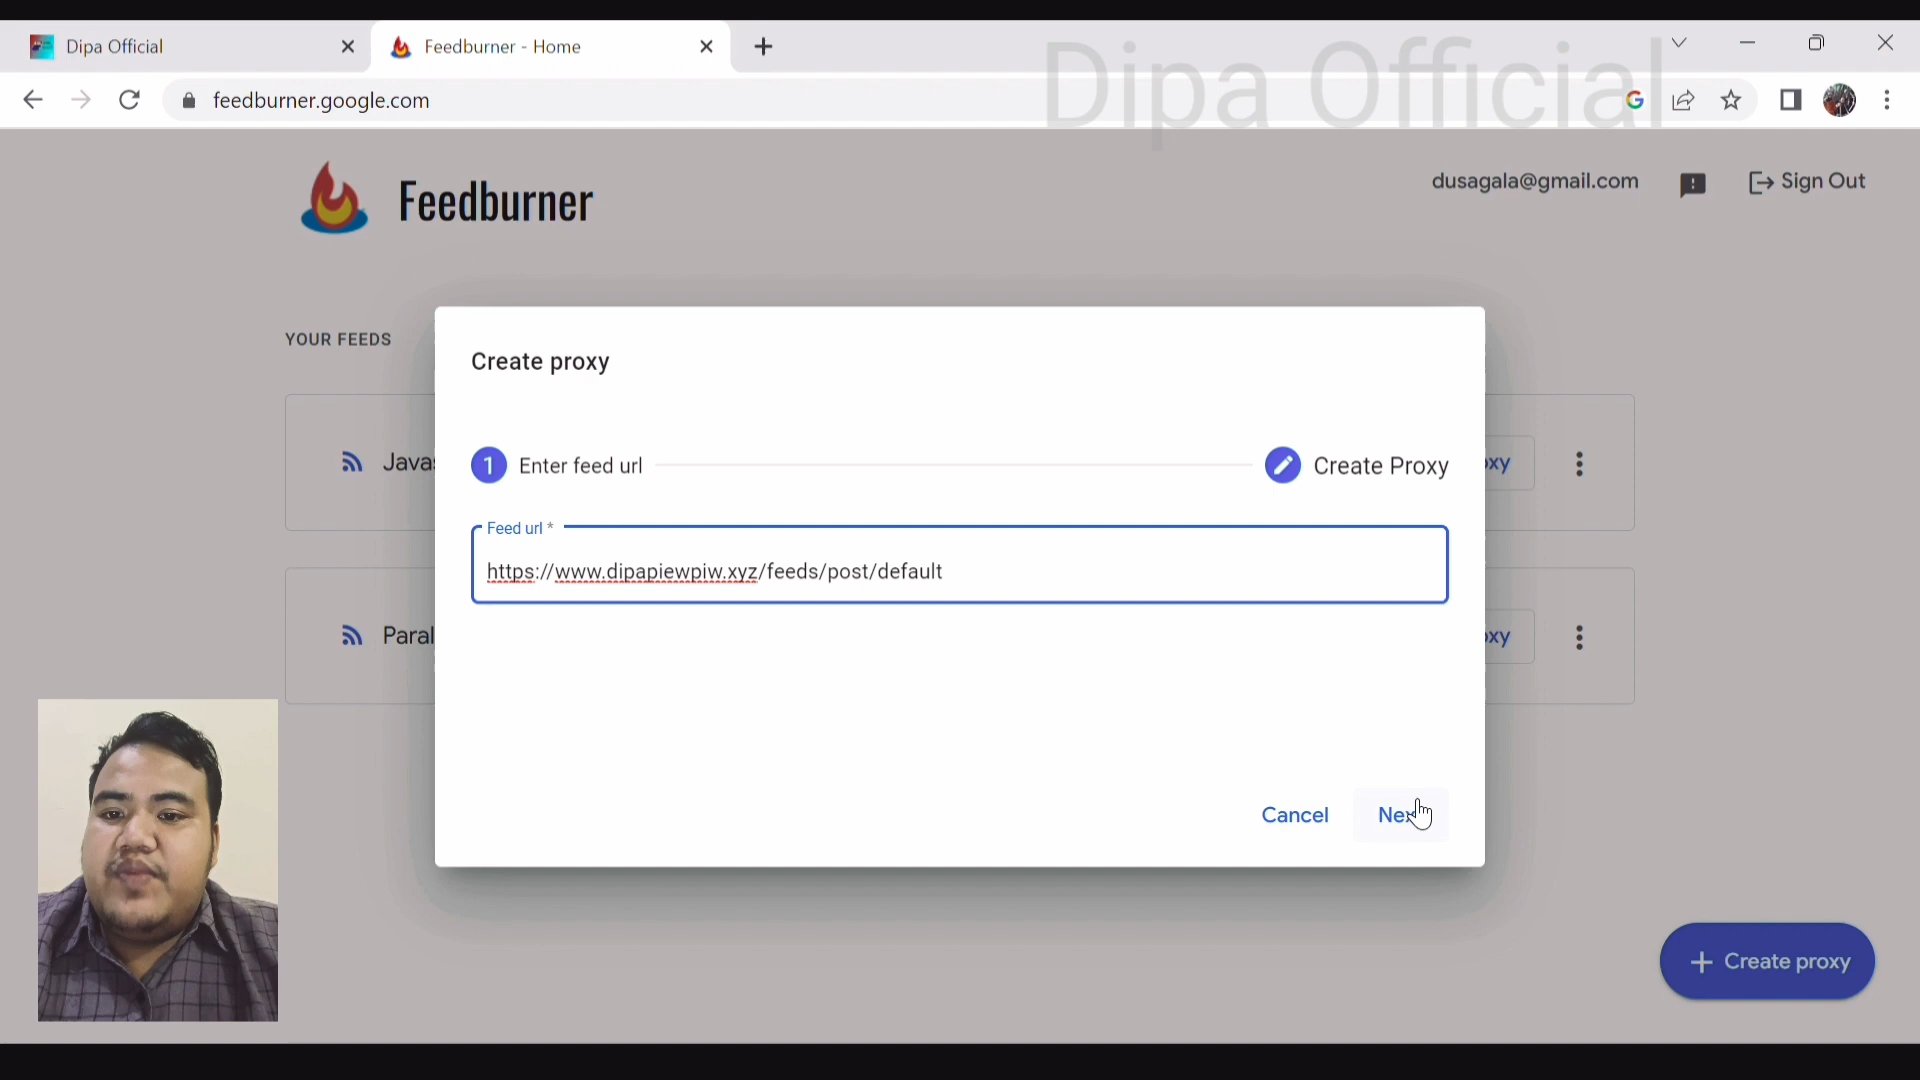 Dipa Official
Feedburner - Home
Dipa Official
feedburner.google.com
Feedburner
dusagala@gmail.com
Sign Out
YOUR FEEDS
Create proxy
1 Enter feed url
Create Proxy
Feed url *
https://www.dipapiewpiw.xyz/feeds/post/default
Cancel
Create proxy